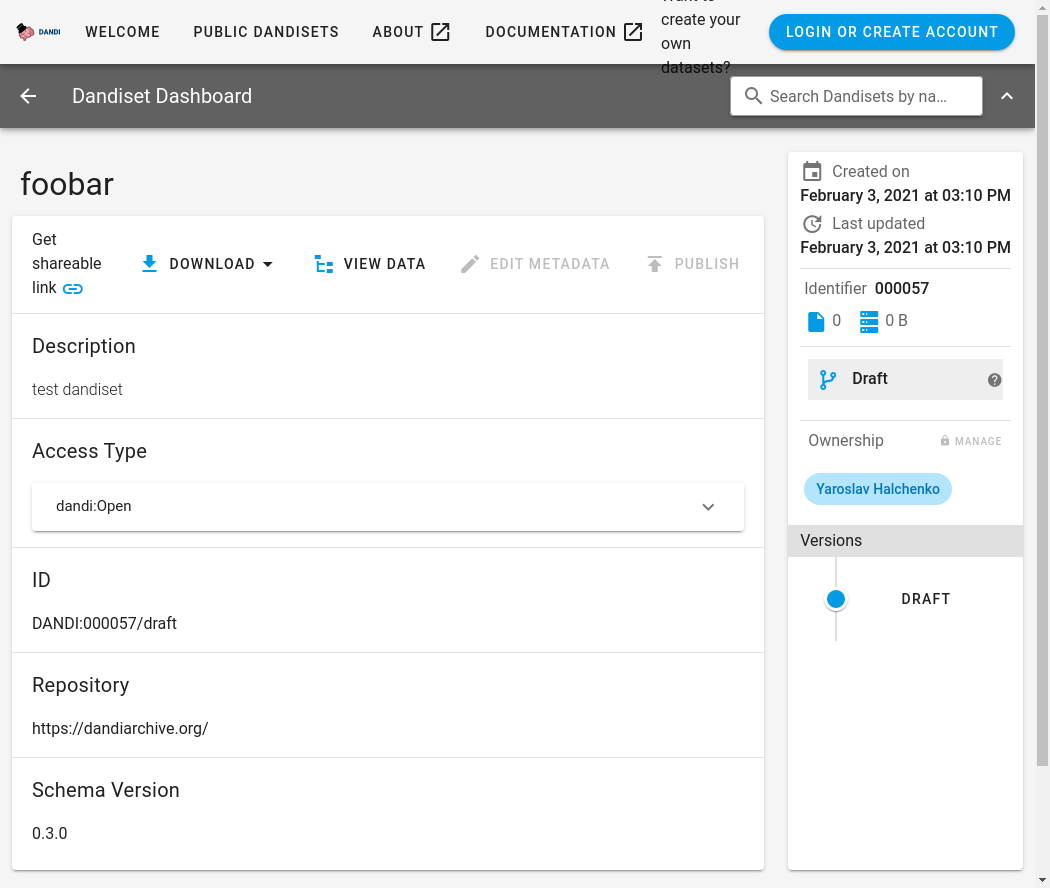 DANDI
WELCOME
PUBLIC DANDISETS
ABOUT
DOCUMENTATION
create your
own
datasets?
LOGIN OR CREATE ACCOUNT
Dandiset Dashboard
Search Dandisets by na…
foobar
Get
shareable
link
DOWNLOAD
VIEW DATA
EDIT METADATA
PUBLISH
Description
test dandiset
Access Type
dandi:Open
ID
DANDI:000057/draft
Repository
https://dandiarchive.org/
Schema Version
0.3.0
Created on
February 3, 2021 at 03:10 PM
Last updated
February 3, 2021 at 03:10 PM
Identifier 000057
0
0 B
Draft
Ownership
MANAGE
Yaroslav Halchenko
Versions
DRAFT